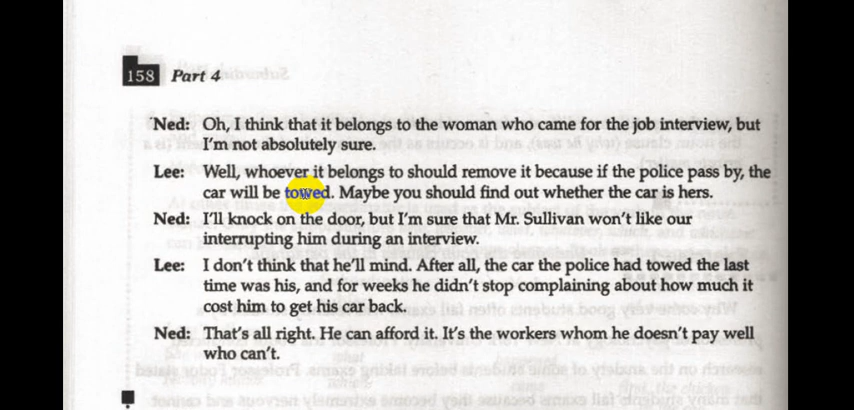 158 Part 4
Ned: Oh, I think that it belongs to the woman who came for the job interview, but
I'm not absolutely sure.
Lee: Well, whoever it belongs to should remove it because if the police pass by, the
car will be towed. Maybe you should find out whether the car is hers.
Ned: I'll knock on the door, but I'm sure that Mr. Sullivan won't like our
interrupting him during an interview.
Lee: I don't think that he'll mind. After all, the car the police had towed the last
time was his, and for weeks he didn't stop complaining about how much it
cost him to get his car back.
Ned: That's all right. He can afford it. It's the workers whom he doesn't pay well
who can't.